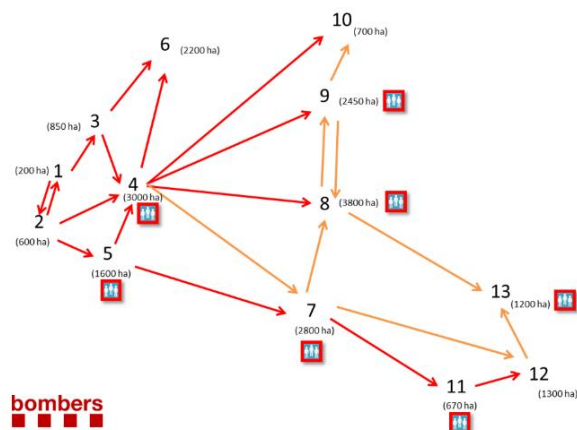 10
(700 ha)
6
(2200 ha)
9
(2450 ha)
3
(850 ha)
(200 ha) 1
4
(3000 ha)
2
(600 ha)
8
(3800 ha)
5
(1600 ha)
13
(1200 ha)
7
(2800 ha)
12
(1300 ha)
11
(670 ha)
bombers